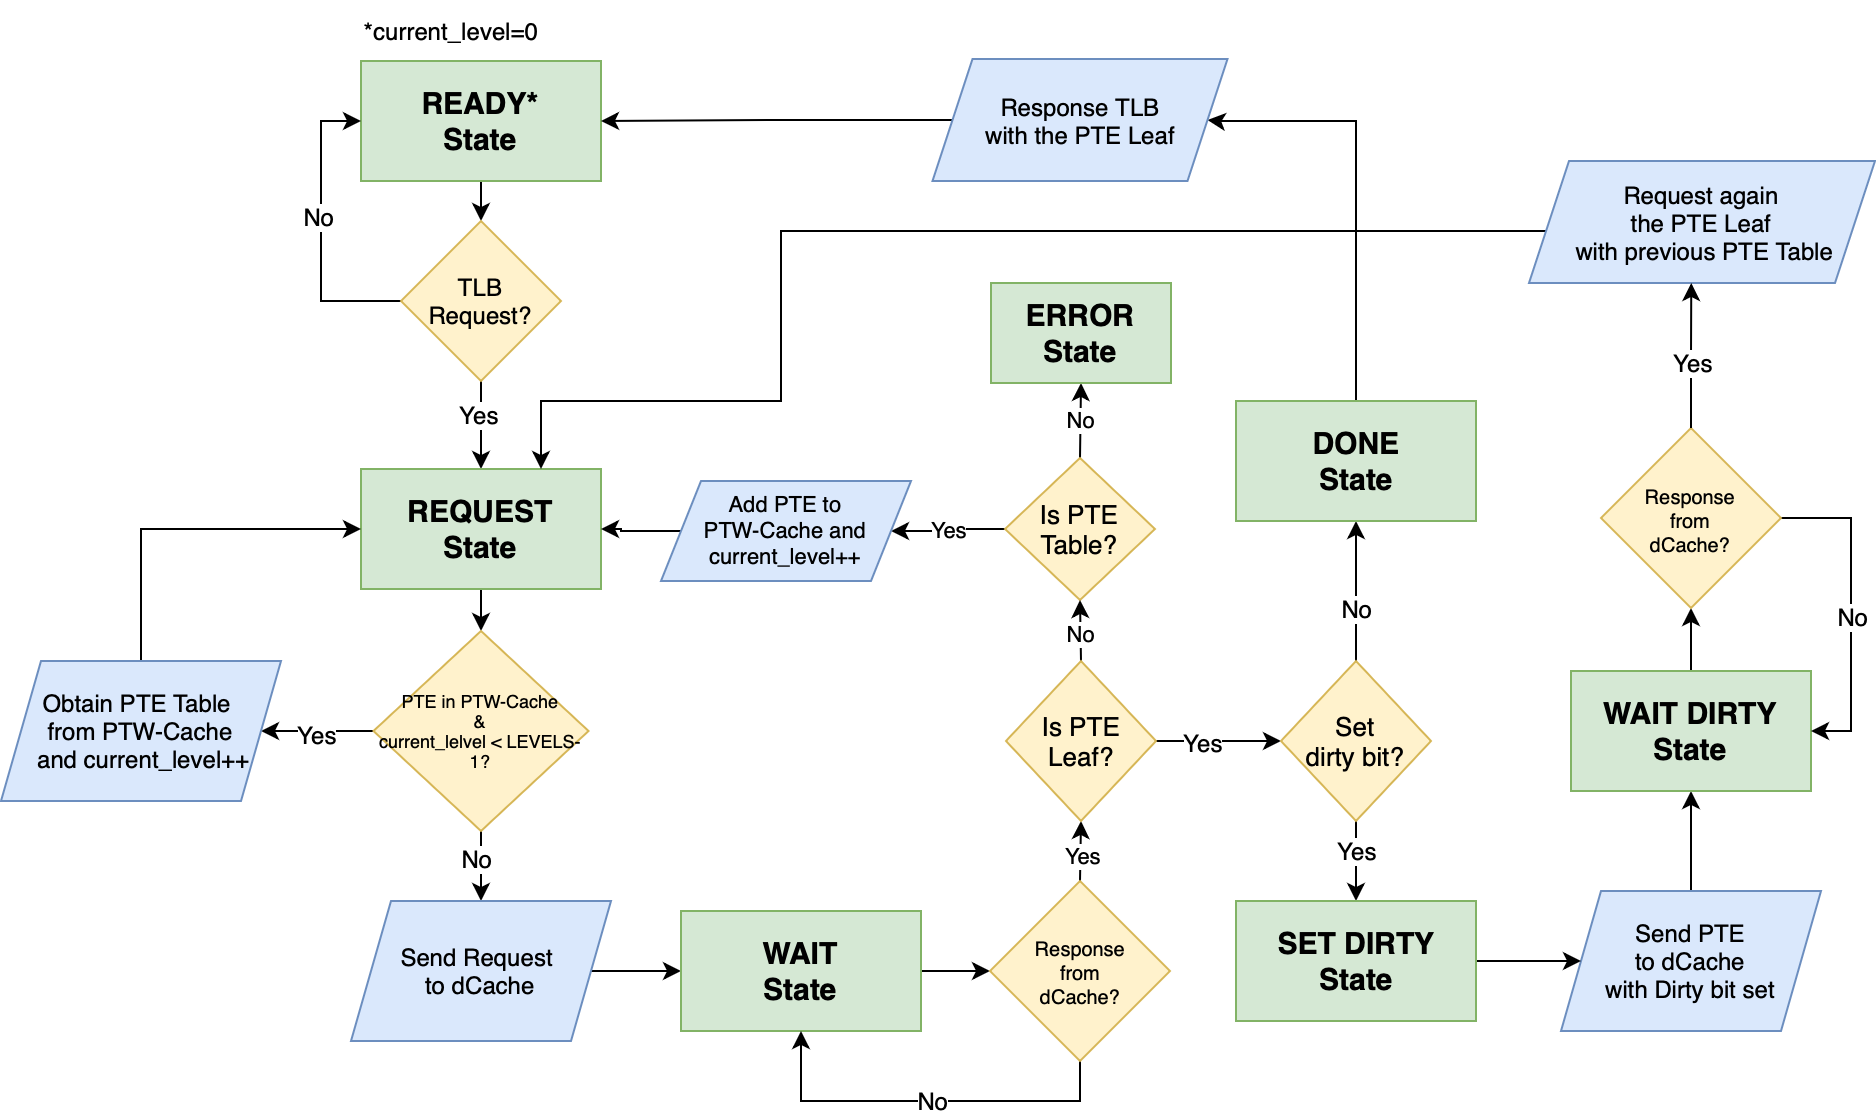 *current_level=0
READY*
State
No
TLB
Request?
Yes
REQUEST
State
PTE in PTW-Cache
&
current_lelvel < LEVELS-
1?
Yes
Obtain PTE Table
from PTW-Cache
and current_level++
No
Send Request
to dCache
WAIT
State
Response
from
dCache?
No
Yes
Is PTE
Leaf?
No
Is PTE
Table?
Yes
Add PTE to
PTW-Cache and
current_level++
No
ERROR
State
Yes
Set
dirty bit?
No
DONE
State
Response TLB
with the PTE Leaf
Yes
SET DIRTY
State
Send PTE
to dCache
with Dirty bit set
WAIT DIRTY
State
Response
from
dCache?
No
Yes
Request again
the PTE Leaf
with previous PTE Table